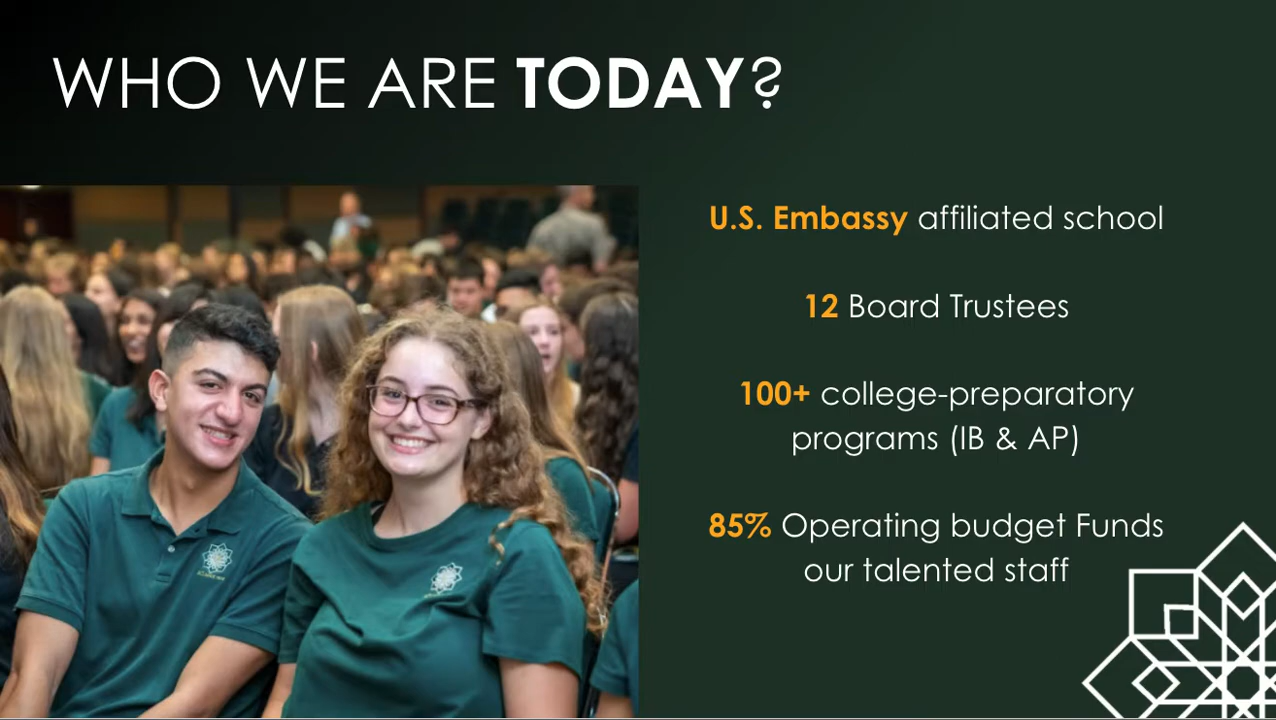 WHO WE ARE TODAY?
U.S. Embassy affiliated school
12 Board Trustees
100+ college-preparatory
programs (IB & AP)
85% Operating budget Funds
our talented staff